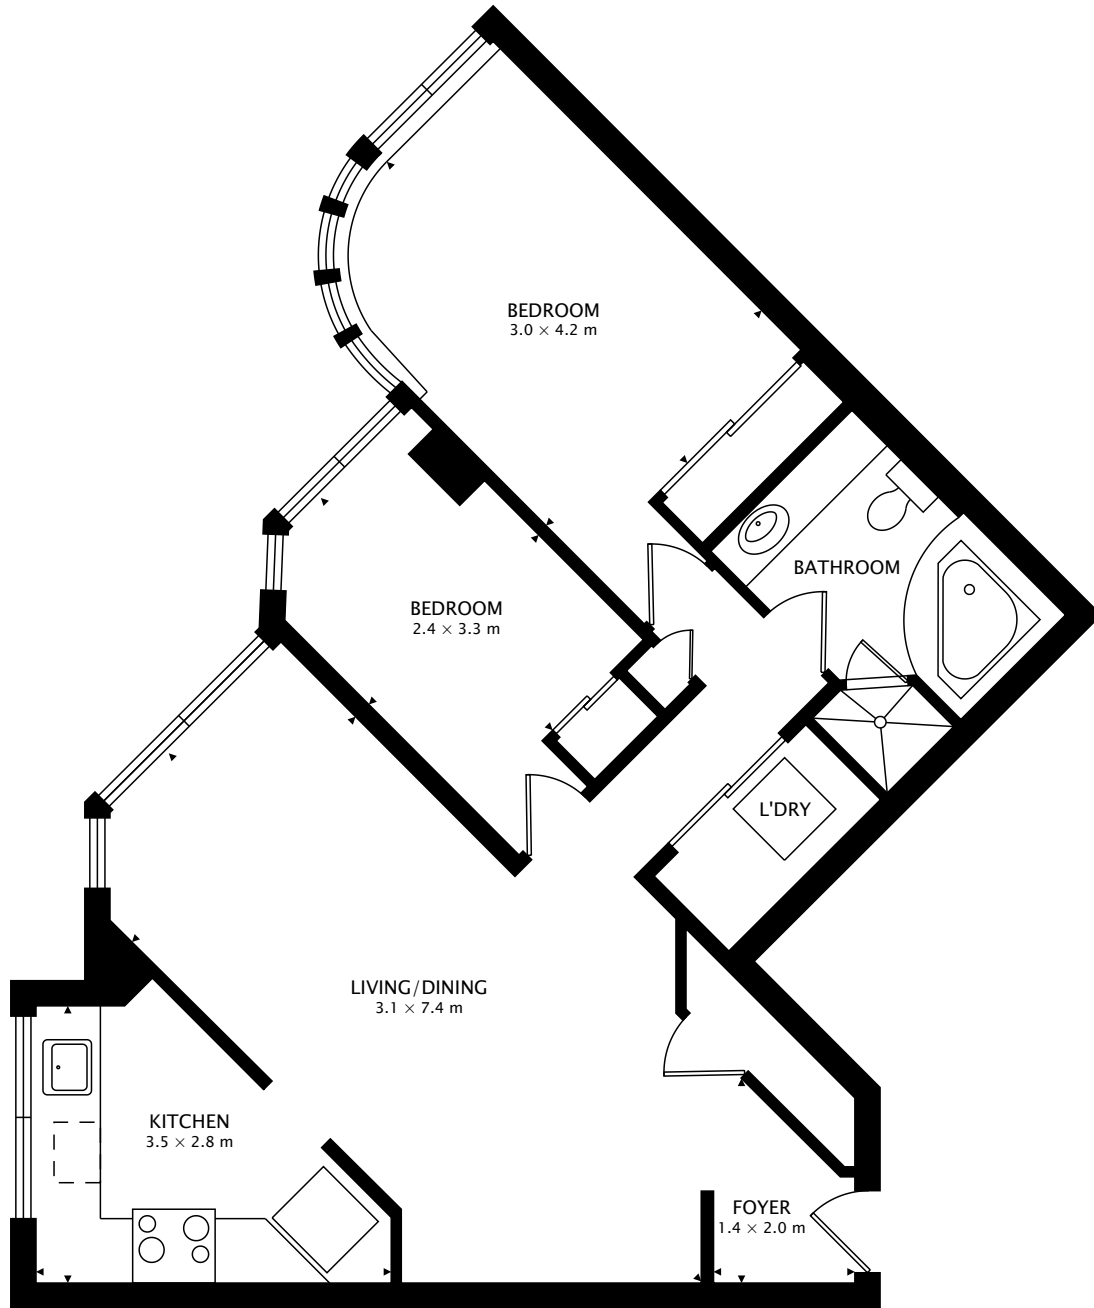 BEDROOM
3.0 × 4.2 m
BATHROOM
BEDROOM
2.4 × 3.3 m
L'DRY
LIVING/DINING
3.1 × 7.4 m
KITCHEN
3.5 × 2.8 m
FOYER
1.4 × 2.0 m